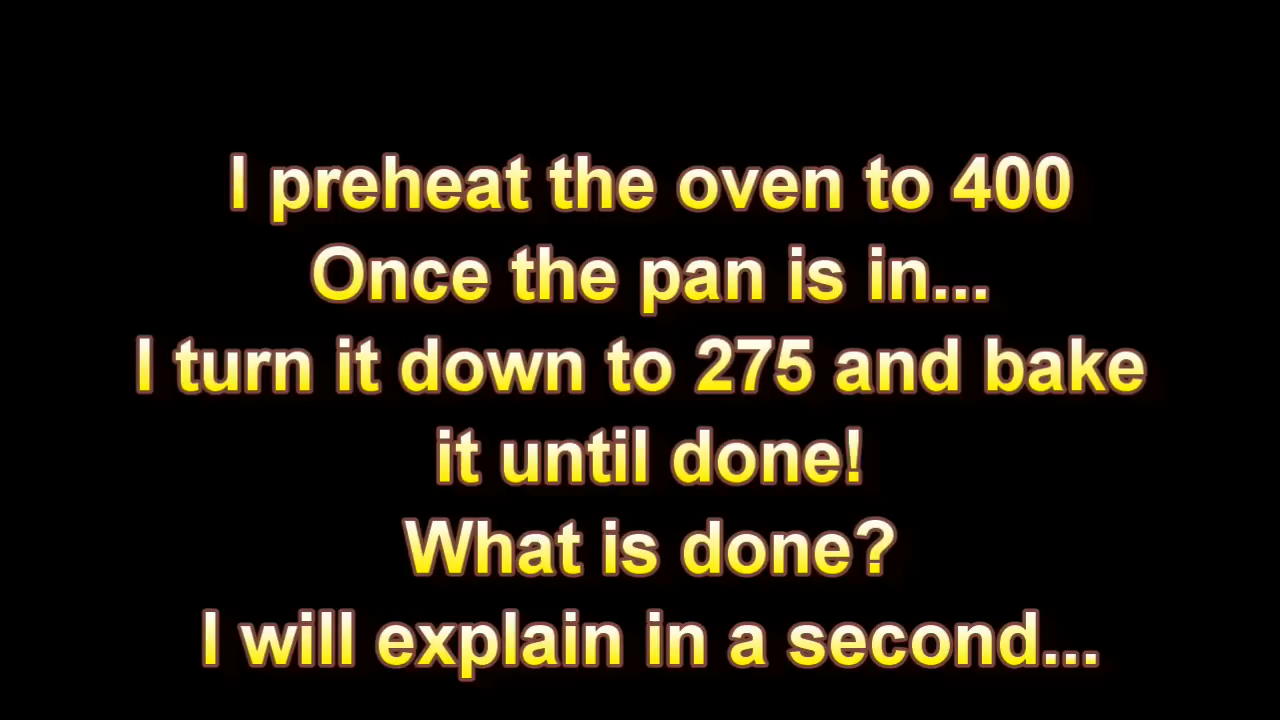 I preheat the oven to 400
Once the pan is in...
I turn it down to 275 and bake
it until done!
What is done?
I will explain in a second...